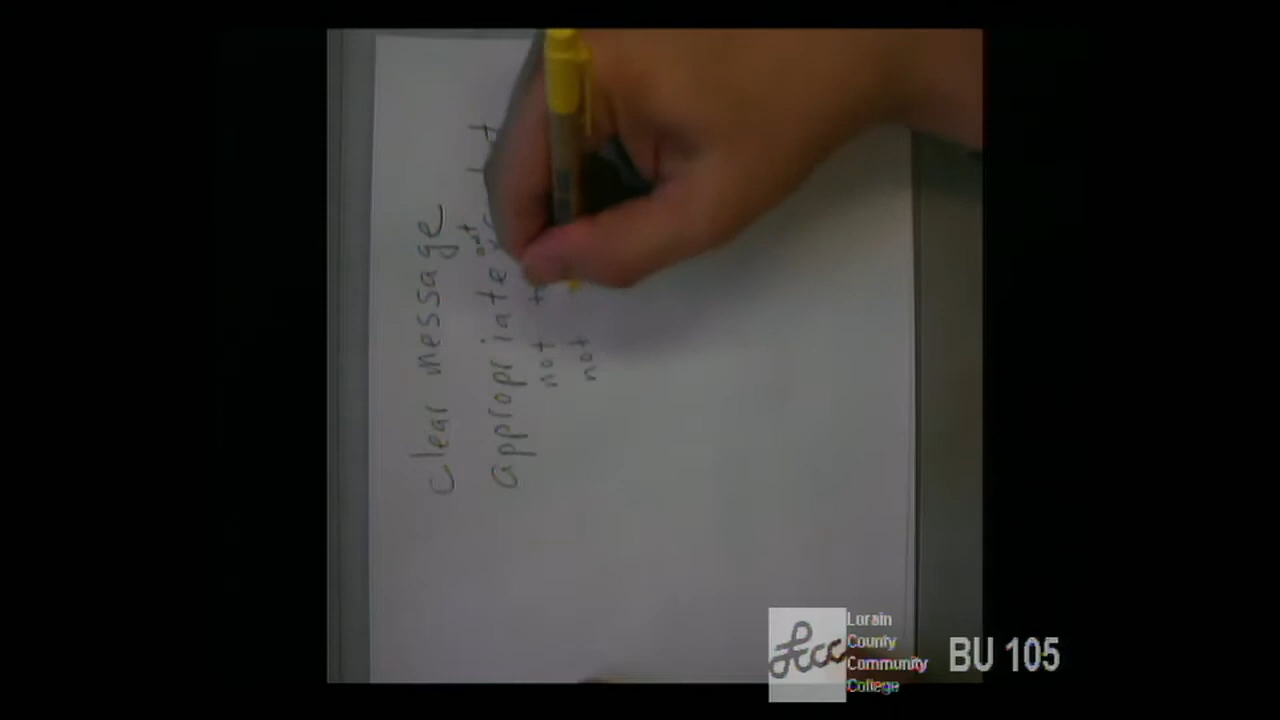 clear message
appropriate
not
not
Lorain
County
Community
College
BU 105